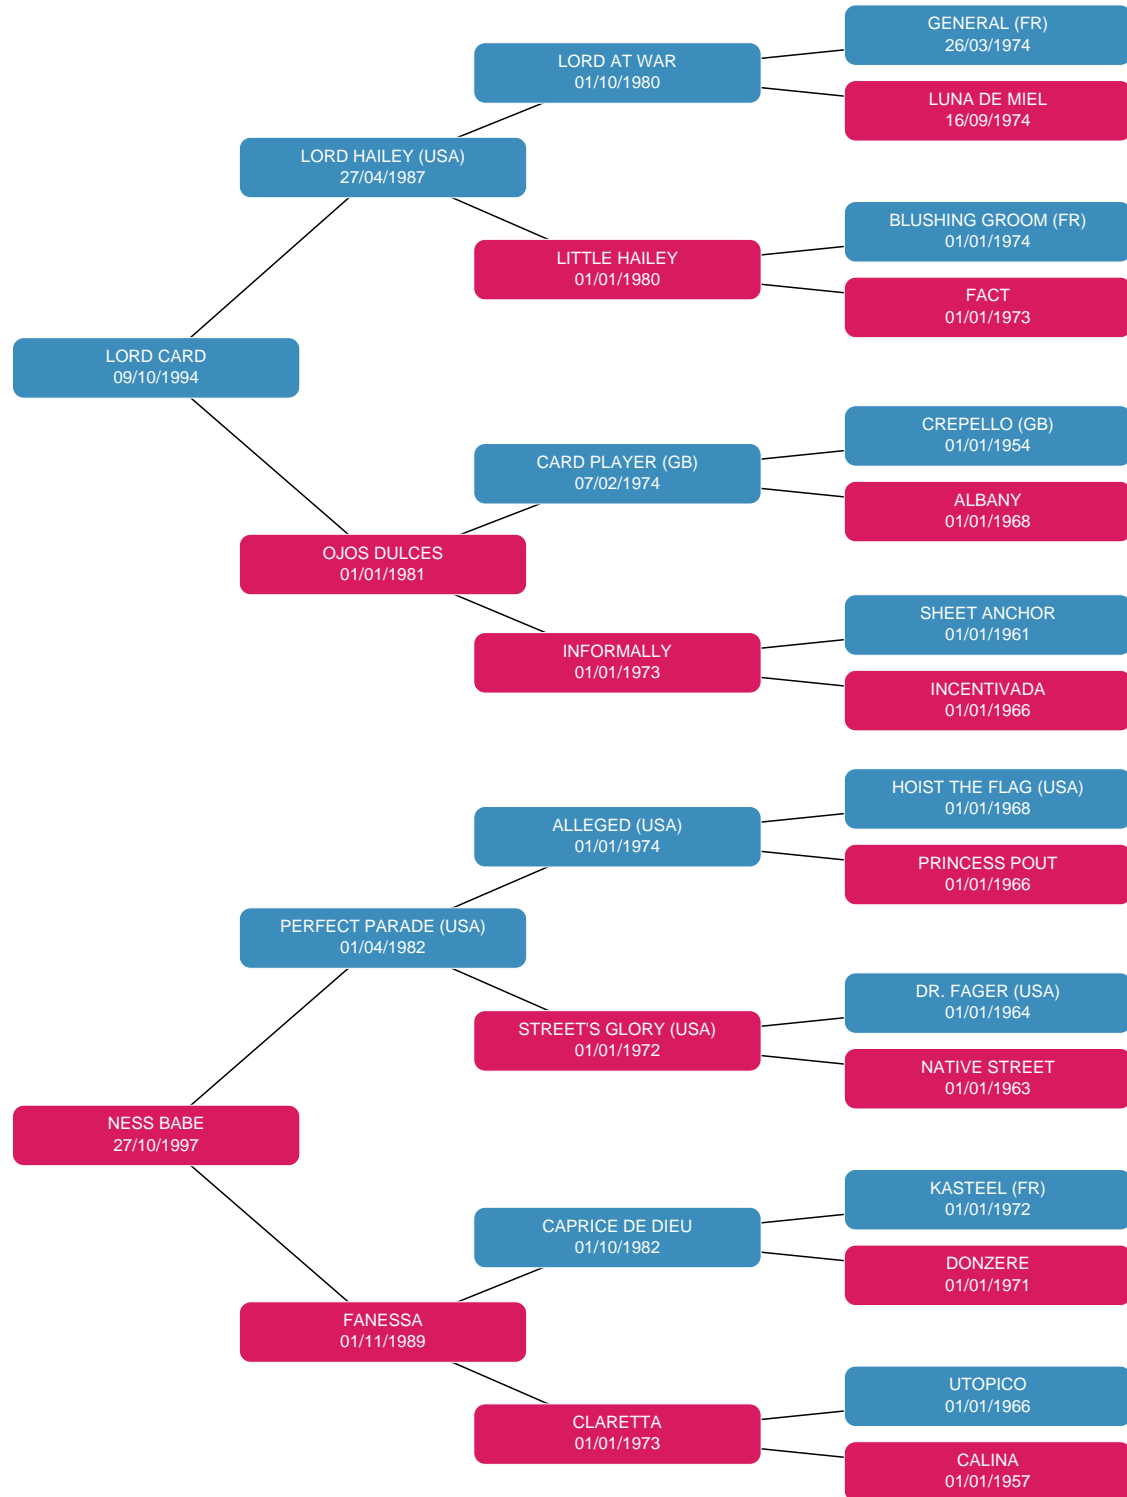 GENERAL (FR)
26/03/1974
LORD AT WAR
01/10/1980
LUNA DE MIEL
16/09/1974
LORD HAILEY (USA)
27/04/1987
BLUSHING GROOM (FR)
01/01/1974
LITTLE HAILEY
01/01/1980
FACT
01/01/1973
LORD CARD
09/10/1994
CREPELLO (GB)
01/01/1954
CARD PLAYER (GB)
07/02/1974
ALBANY
01/01/1968
OJOS DULCES
01/01/1981
SHEET ANCHOR
01/01/1961
INFORMALLY
01/01/1973
INCENTIVADA
01/01/1966
HOIST THE FLAG (USA)
01/01/1968
ALLEGED (USA)
01/01/1974
PRINCESS POUT
01/01/1966
PERFECT PARADE (USA)
01/04/1982
DR. FAGER (USA)
01/01/1964
STREET'S GLORY (USA)
01/01/1972
NATIVE STREET
01/01/1963
NESS BABE
27/10/1997
KASTEEL (FR)
01/01/1972
CAPRICE DE DIEU
01/10/1982
DONZERE
01/01/1971
FANESSA
01/11/1989
UTOPICO
01/01/1966
CLARETTA
01/01/1973
CALINA
01/01/1957